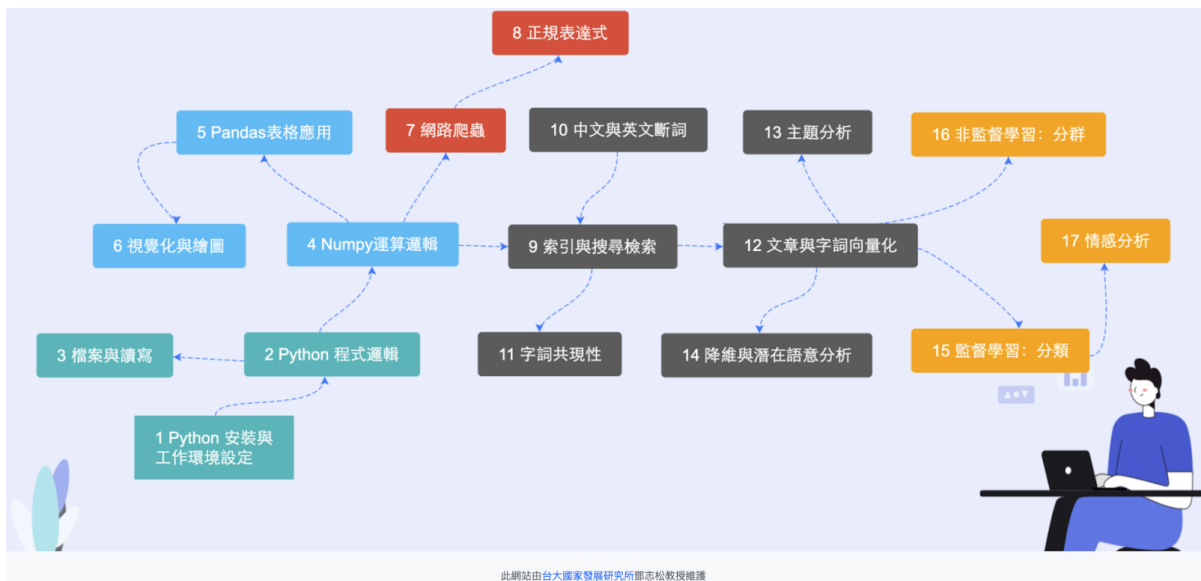 8 正規表達式
5 Pandas表格應用
7 網路爬蟲
10 中文與英文斷詞
13 主題分析
16 非監督學習：分群
6 視覺化與繪圖
4 Numpy運算邏輯
9 索引與搜尋檢索
12 文章與字詞向量化
17 情感分析
3 檔案與讀寫
2 Python 程式邏輯
11 字詞共現性
14 降維與潛在語意分析
15 監督學習：分類
1 Python 安裝與
工作環境設定
此網站由台大國家發展研究所鄧志松教授維護